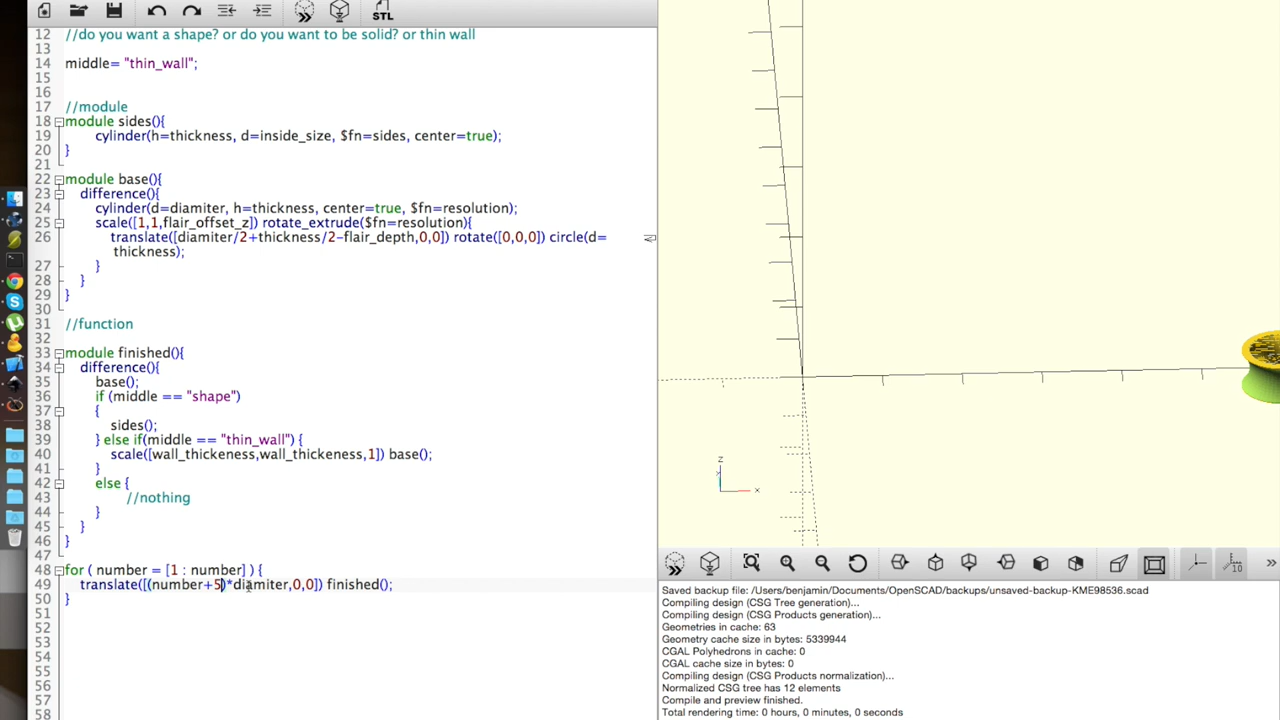 STL
12 //do you want a shape? or do you want to be solid? or thin wall
13
14 middle= "thin_wall";
15
16
17 //module
18 module sides(){
19 cylinder(h=thickness, d=inside_size, $fn=sides, center=true);
20 }
21
22 module base(){
23 difference(){
24 cylinder(d=diamiter, h=thickness, center=true, $fn=resolution);
25 scale([1,1,flair_offset_z]) rotate_extrude($fn=resolution){
26 translate([diamiter/2+thickness/2-flair_depth,0,0]) rotate([0,0,0]) circle(d=
thickness);
27 }
28 }
29 }
30
31 //function
32
33 module finished(){
34 difference(){
35 base();
36 if (middle == "shape")
37 {
38 sides();
39 } else if(middle == "thin_wall") {
40 scale([wall_thickeness,wall_thickeness,1]) base();
41 }
42 else {
43 //nothing
44 }
45 }
46 }
47
48 for ( number = [1 : number] ) {
49 translate([(number+5)*diamiter,0,0]) finished();
50 }
51
52
53
54
55
56
57
58
z
x
10
»
Saved backup file: /Users/benjamin/Documents/OpenSCAD/backups/unsaved-backup-KME98536.scad
Compiling design (CSG Tree generation)...
Compiling design (CSG Products generation)...
Geometries in cache: 63
Geometry cache size in bytes: 5339944
CGAL Polyhedrons in cache: 0
CGAL cache size in bytes: 0
Compiling design (CSG Products normalization)...
Normalized CSG tree has 12 elements
Compile and preview finished.
Total rendering time: 0 hours, 0 minutes, 0 seconds